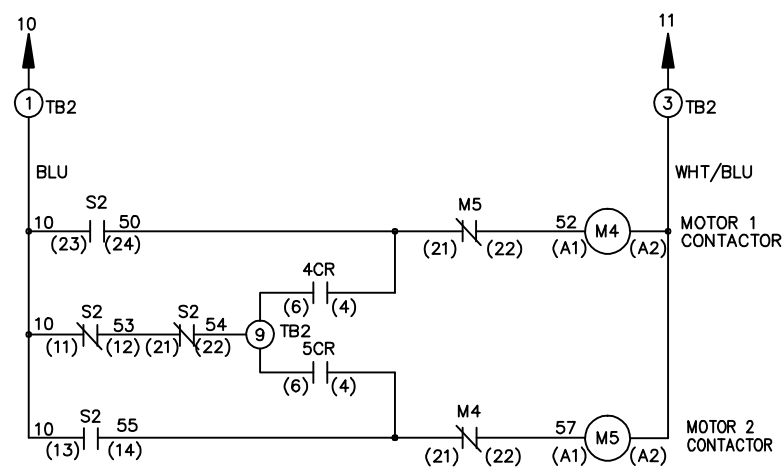 10 11
1 TB2 3 TB2
BLU WHT/BLU
S2 M5
10 50 52 M4 MOTOR 1
(23) (24) (21) (22) (A1) (A2) CONTACTOR
4CR
(6) (4)
S2 S2
10 53 54 9 TB2
(11) (12) (21) (22)
5CR
(6) (4)
S2 M4
10 55 57 M5 MOTOR 2
(13) (14) (21) (22) (A1) (A2) CONTACTOR